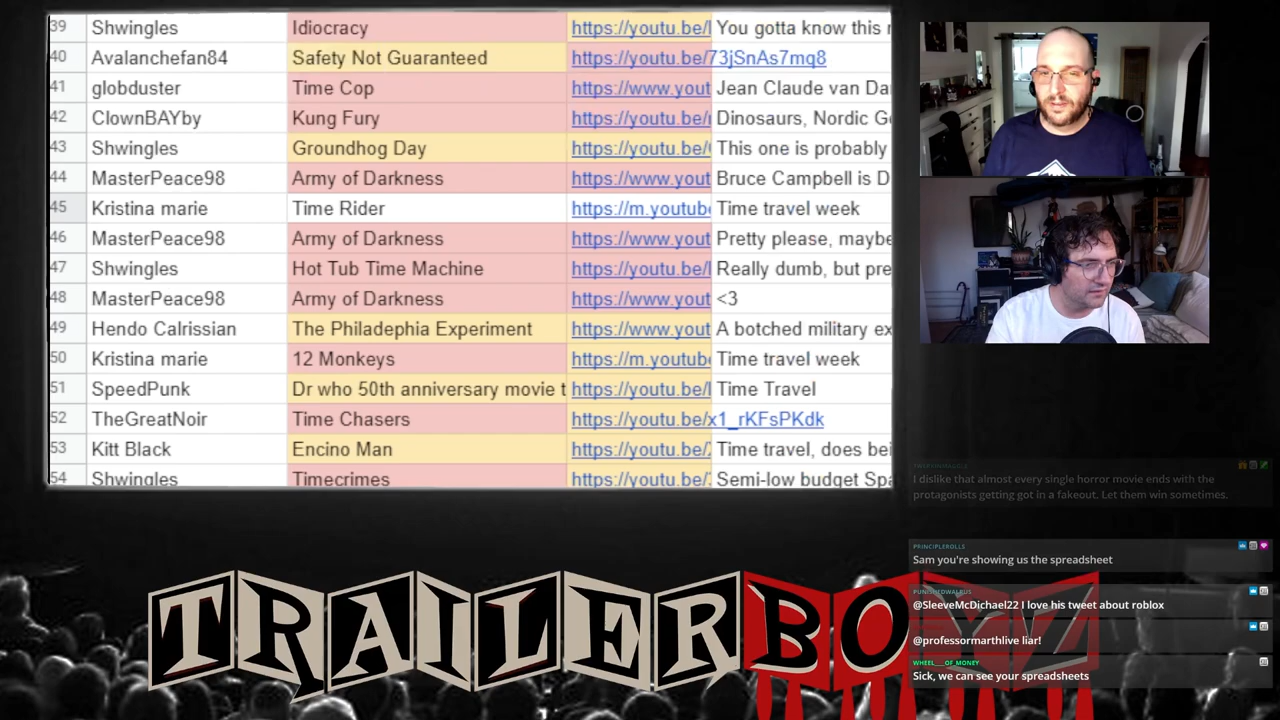 39 Shwingles Idiocracy https://youtu.be/l You gotta know this r
40 Avalanchefan84 Safety Not Guaranteed https://youtu.be/73jSnAs7mq8
41 globduster Time Cop https://www.yout Jean Claude van Da
42 ClownBAYby Kung Fury https://youtu.be/ Dinosaurs, Nordic Go
43 Shwingles Groundhog Day https://youtu.be/ This one is probably
44 MasterPeace98 Army of Darkness https://www.yout Bruce Campbell is D
45 Kristina marie Time Rider https://m.youtube Time travel week
46 MasterPeace98 Army of Darkness https://www.yout Pretty please, maybe
47 Shwingles Hot Tub Time Machine https://youtu.be/l Really dumb, but pre
48 MasterPeace98 Army of Darkness https://www.yout <3
49 Hendo Calrissian The Philadephia Experiment https://www.yout A botched military ex
50 Kristina marie 12 Monkeys https://m.youtube Time travel week
51 SpeedPunk Dr who 50th anniversary movie t https://youtu.be/l Time Travel
52 TheGreatNoir Time Chasers https://youtu.be/x1_rKFsPKdk
53 Kitt Black Encino Man https://youtu.be/ Time travel, does bei
54 Shwingles Timecrimes https://youtu.be/ Semi-low budget Spa
I dislike that almost every single horror movie ends with the
protagonists getting got in a fakeout. Let them win sometimes.
PRINCIPLEROLLS
Sam you're showing us the spreadsheet
PUNISHEDWALRUS
@SleeveMcDichael22 I love his tweet about roblox
@professormarthlive liar!
WHEEL___OF_MONEY
Sick, we can see your spreadsheets
TRAILERBOYZ